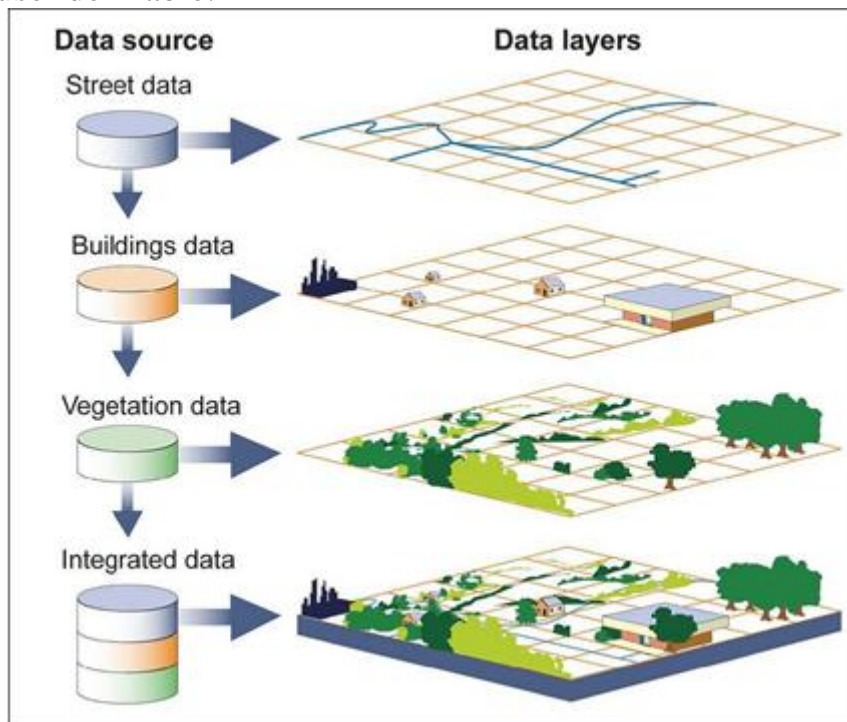 Data source
Data layers
Street data
Buildings data
Vegetation data
Integrated data